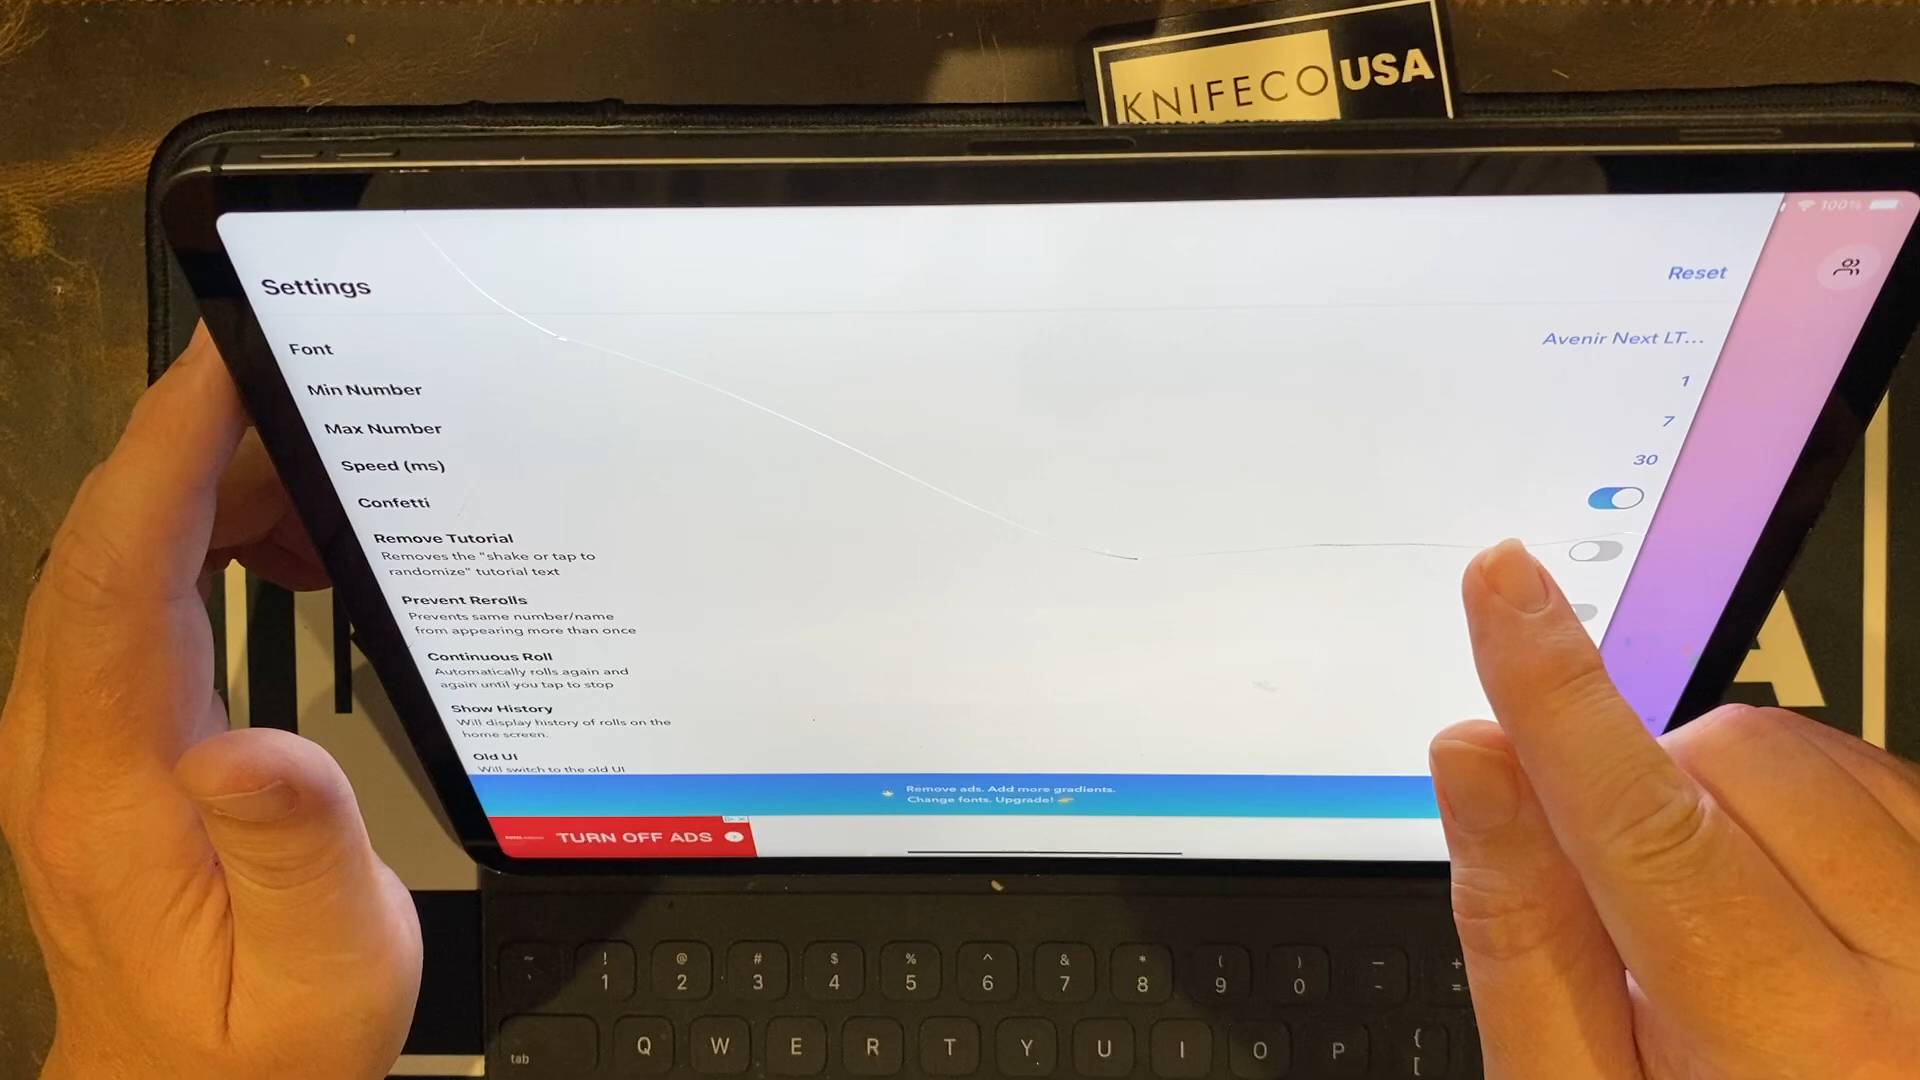 KNIFECO USA
100%
Settings
Reset
Font
Avenir Next LT...
Min Number
1
Max Number
7
Speed (ms)
30
Confetti
Remove Tutorial
Removes the "shake or tap to
randomize" tutorial text
Prevent Rerolls
Prevents same number/name
from appearing more than once
Continuous Roll
Automatically rolls again and
again until you tap to stop
Show History
Will display history of rolls on the
home screen.
Old UI
Will switch to the old UI
Remove ads. Add more gradients.
Change fonts. Upgrade!
TURN OFF ADS
A
~ ! @ # $ % ^ & * ( ) — +
` 1 2 3 4 5 6 7 8 9 0 - =
tab Q W E R T Y U I O P { [